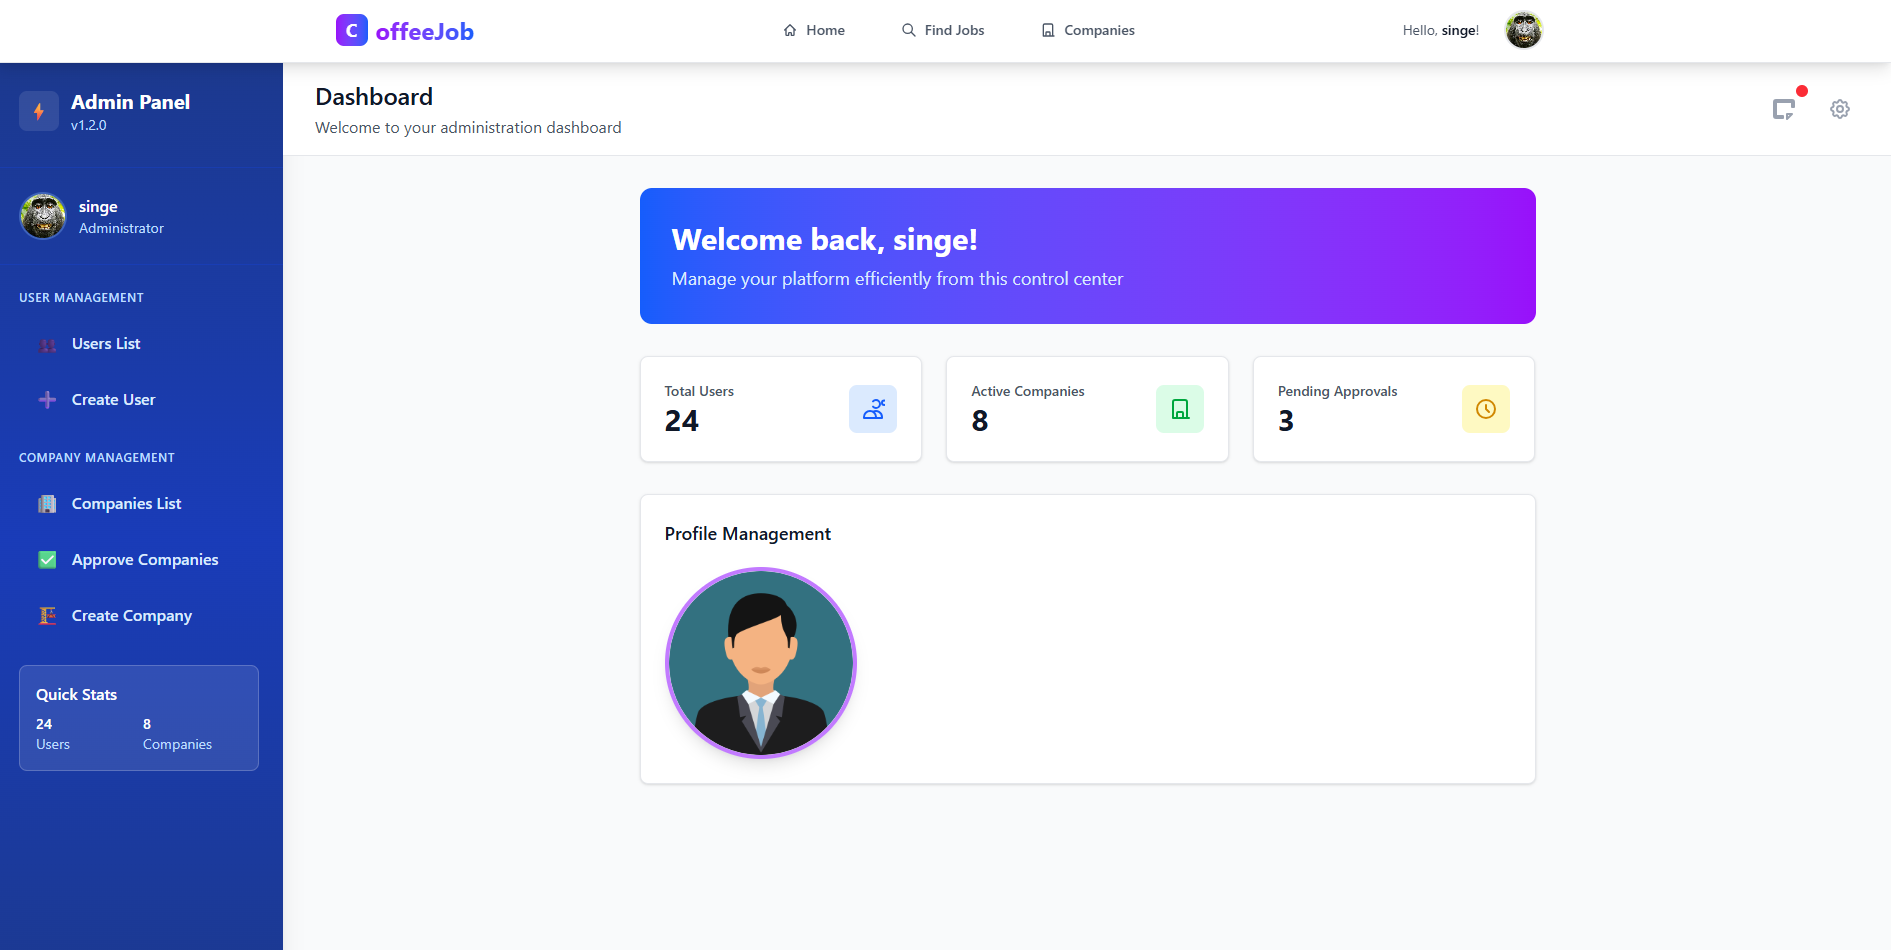 C offeeJob
Home
Find Jobs
Companies
Hello, singe!
Admin Panel
v1.2.0
singe
Administrator
USER MANAGEMENT
Users List
Create User
COMPANY MANAGEMENT
Companies List
Approve Companies
Create Company
Quick Stats
24
Users
8
Companies
Dashboard
Welcome to your administration dashboard
Welcome back, singe!
Manage your platform efficiently from this control center
Total Users
24
Active Companies
8
Pending Approvals
3
Profile Management